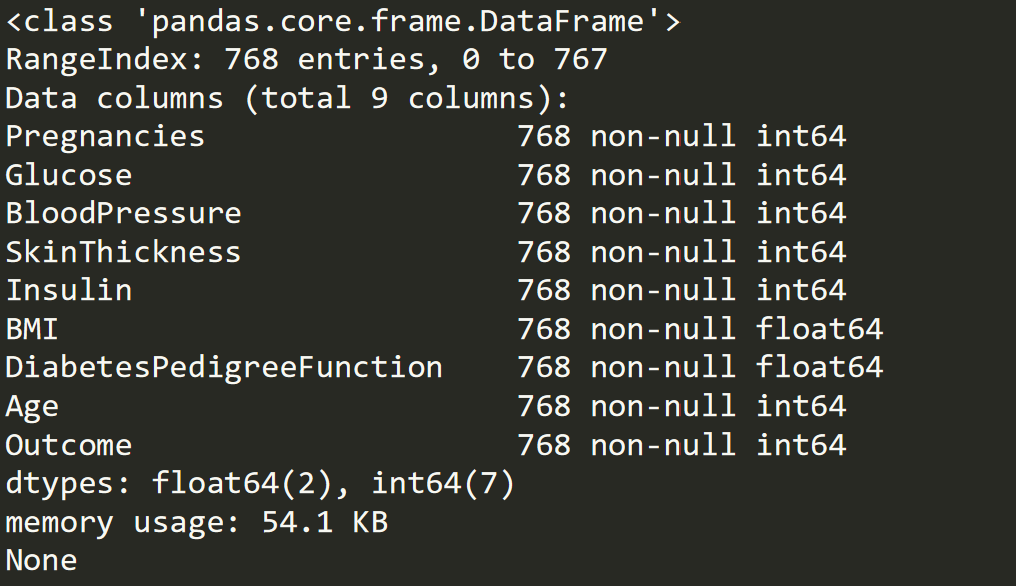 <class 'pandas.core.frame.DataFrame'>
RangeIndex: 768 entries, 0 to 767
Data columns (total 9 columns):
Pregnancies                 768 non-null int64
Glucose                     768 non-null int64
BloodPressure               768 non-null int64
SkinThickness               768 non-null int64
Insulin                     768 non-null int64
BMI                         768 non-null float64
DiabetesPedigreeFunction    768 non-null float64
Age                         768 non-null int64
Outcome                     768 non-null int64
dtypes: float64(2), int64(7)
memory usage: 54.1 KB
None